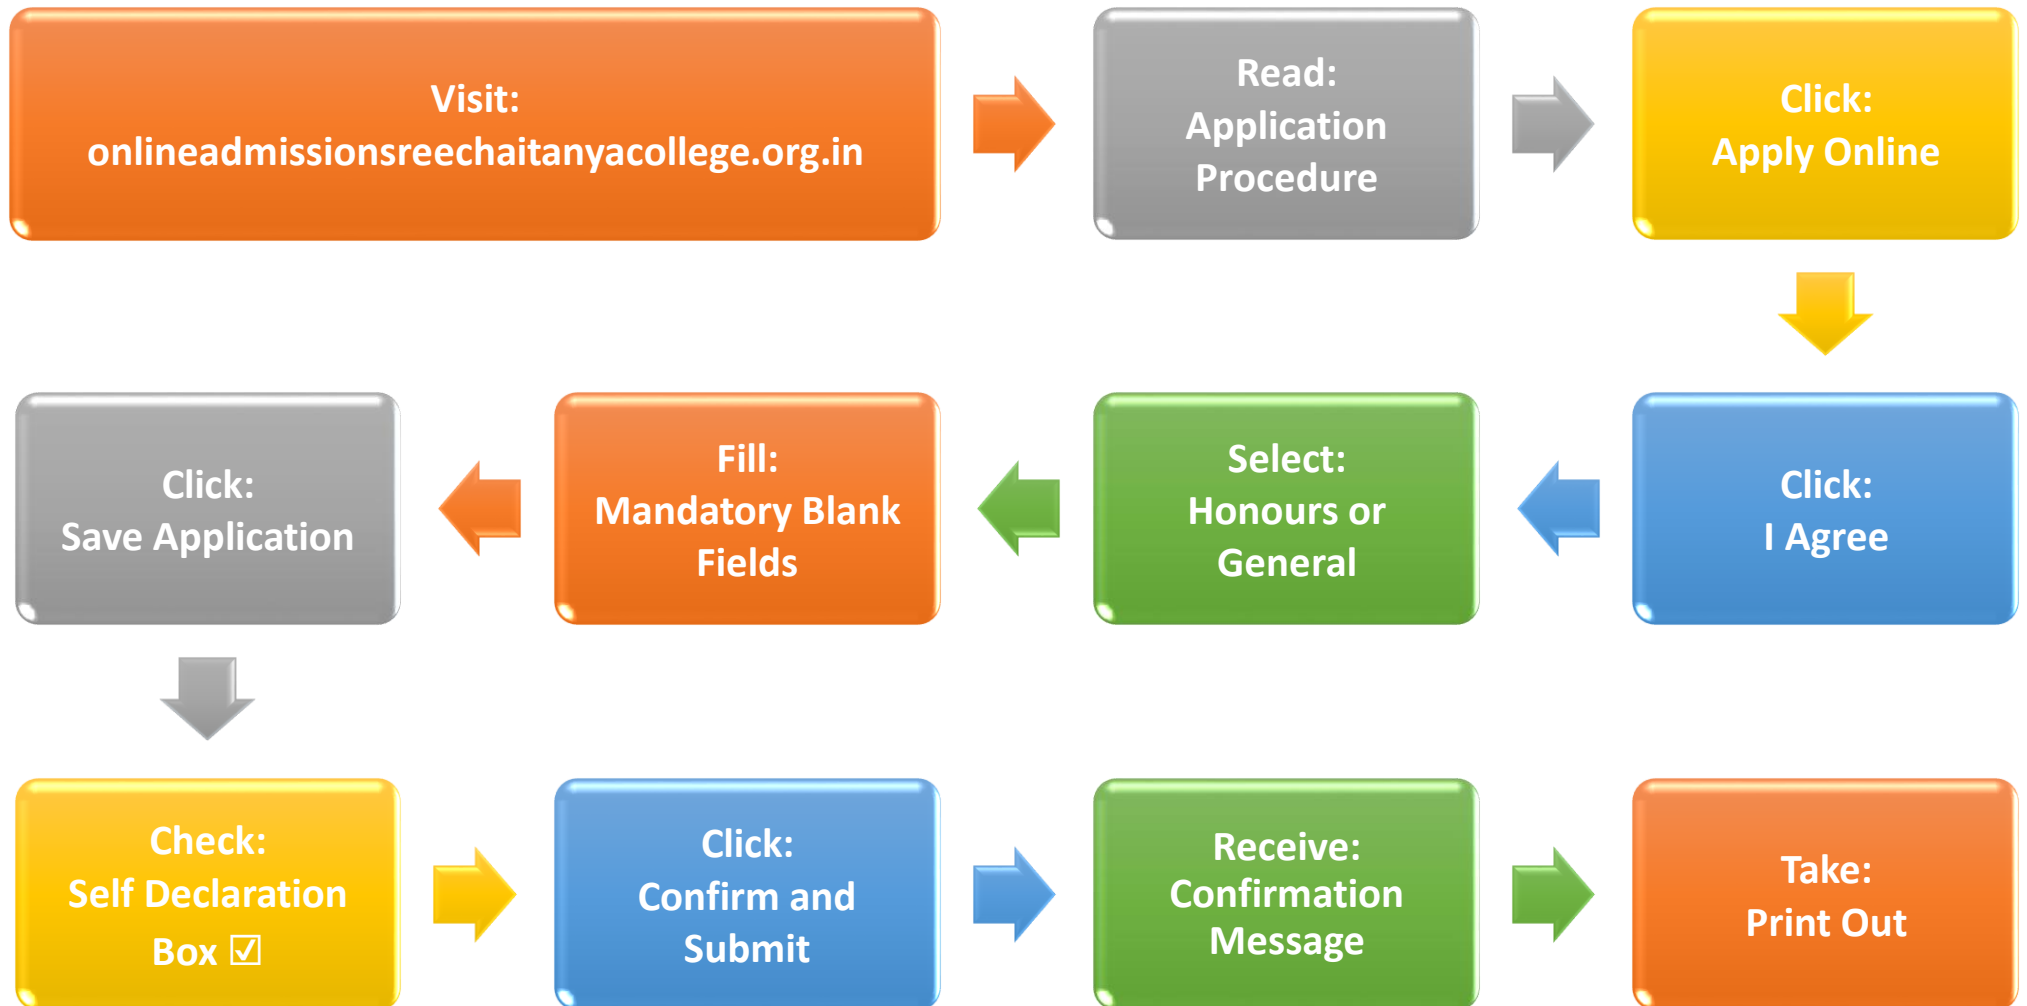 Visit:
onlineadmissionsreechaitanyacollege.org.in
Read:
Application
Procedure
Click:
Apply Online
Click:
I Agree
Select:
Honours or
General
Fill:
Mandatory Blank
Fields
Click:
Save Application
Check:
Self Declaration
Box ☑
Click:
Confirm and
Submit
Receive:
Confirmation
Message
Take:
Print Out